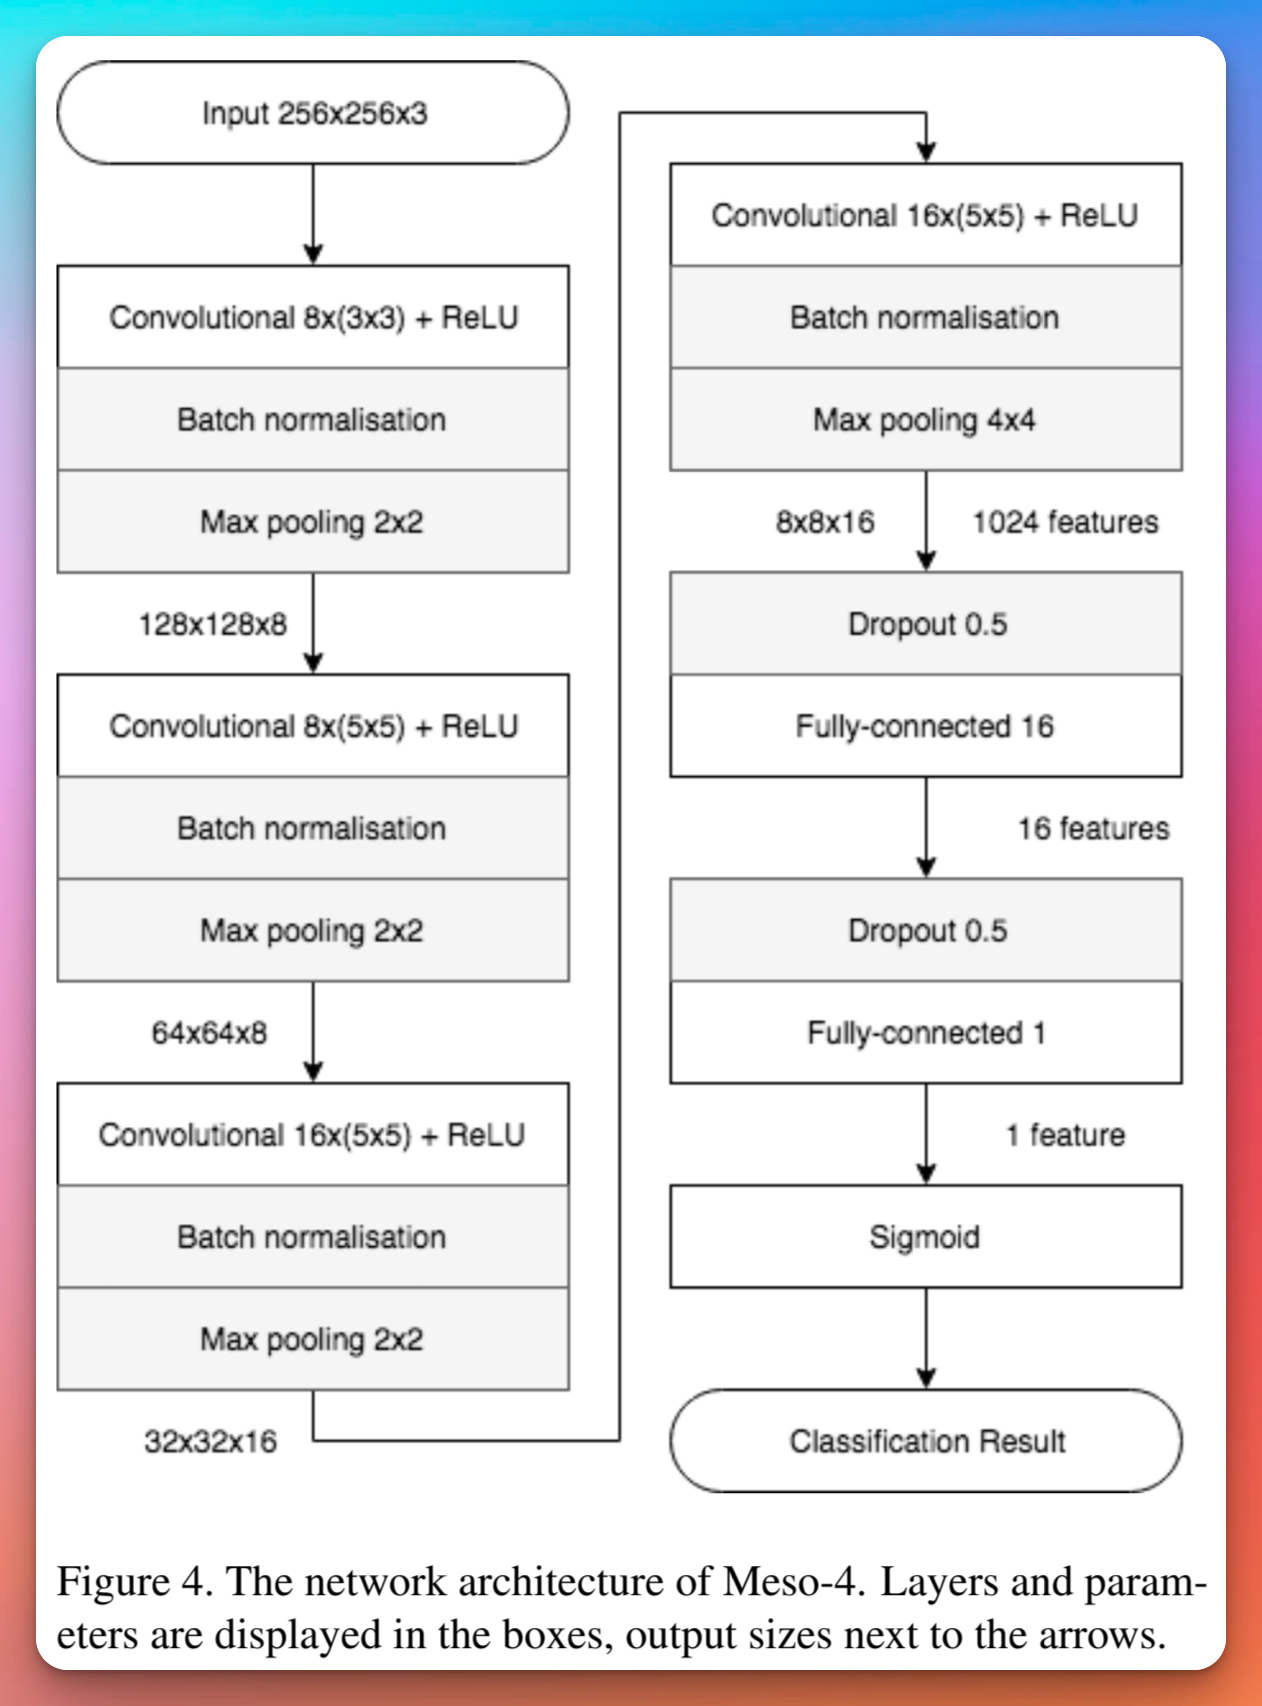 Input 256x256x3
Convolutional 8x(3x3) + ReLU
Batch normalisation
Max pooling 2x2
128x128x8
Convolutional 8x(5x5) + ReLU
Batch normalisation
Max pooling 2x2
64x64x8
Convolutional 16x(5x5) + ReLU
Batch normalisation
Max pooling 2x2
32x32x16
Convolutional 16x(5x5) + ReLU
Batch normalisation
Max pooling 4x4
8x8x16 1024 features
Dropout 0.5
Fully-connected 16
16 features
Dropout 0.5
Fully-connected 1
1 feature
Sigmoid
Classification Result
Figure 4. The network architecture of Meso-4. Layers and param-
eters are displayed in the boxes, output sizes next to the arrows.